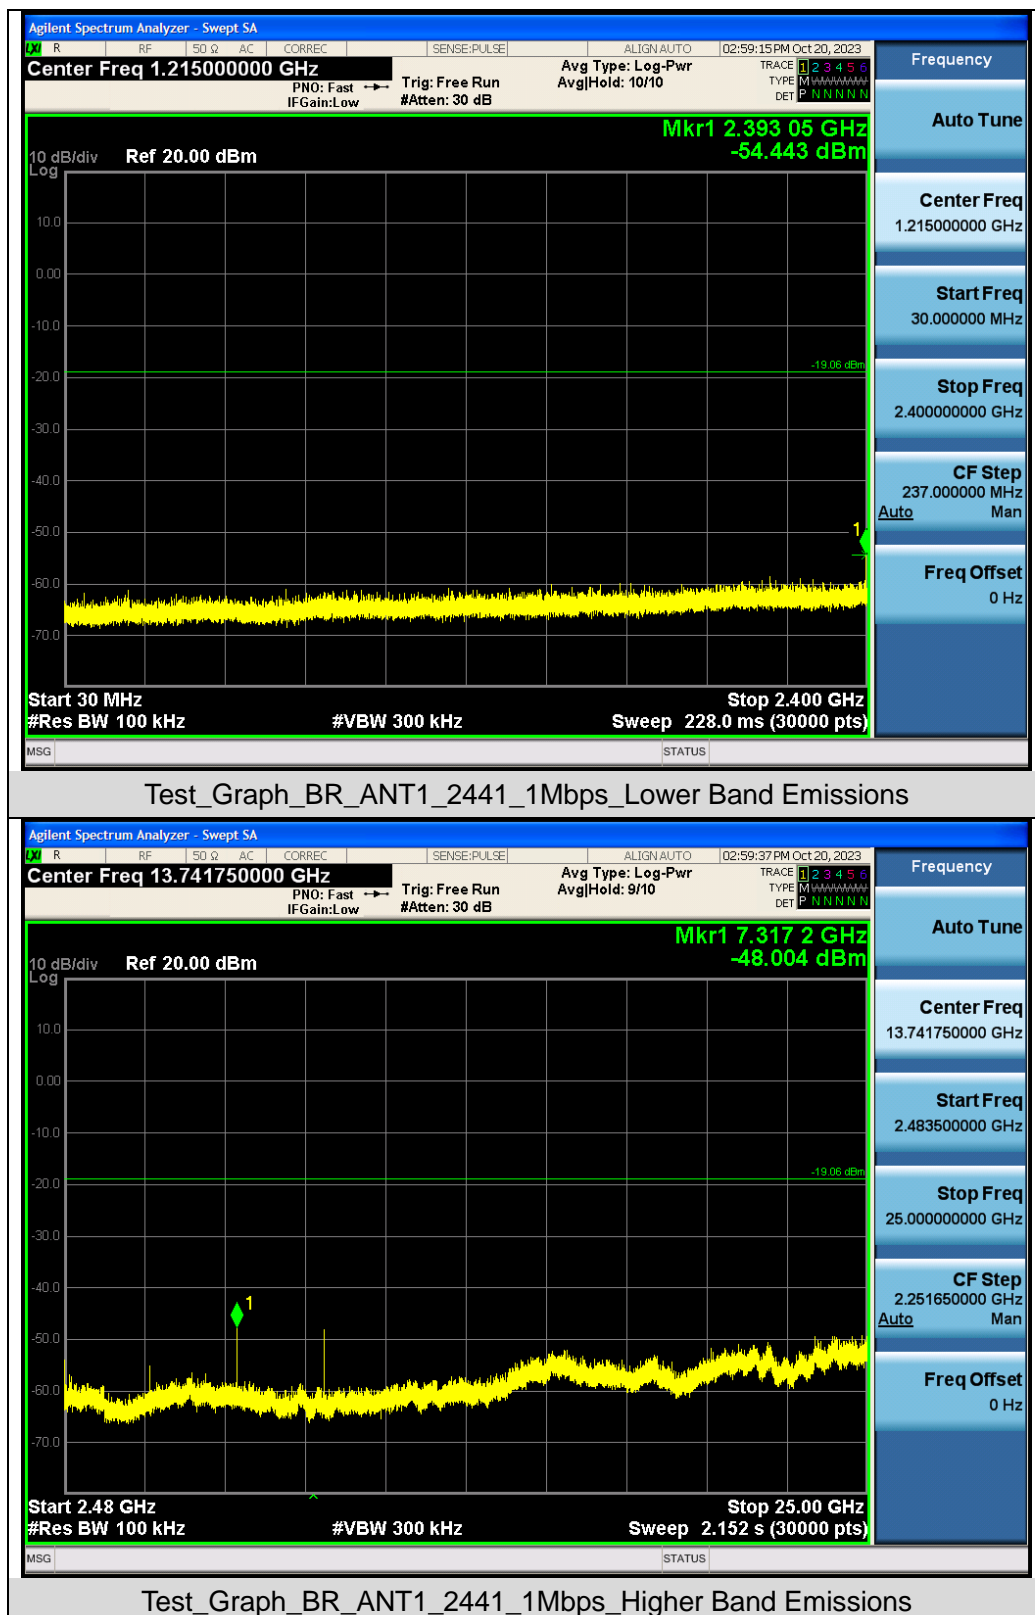 Agilent Spectrum Analyzer - Swept SA
LXI R RF 50 Ω AC CORREC SENSE:PULSE ALIGN AUTO 02:59:15 PM Oct 20, 2023
Center Freq 1.215000000 GHz
PNO: Fast
IFGain:Low
Trig: Free Run
#Atten: 30 dB
Avg Type: Log-Pwr
Avg|Hold: 10/10
TRACE 1 2 3 4 5 6
TYPE M
DET P N N N N N
Mkr1 2.393 05 GHz
-54.443 dBm
10 dB/div Ref 20.00 dBm
Log
10.0
0.00
-10.0
-19.06 dBm
-20.0
-30.0
-40.0
-50.0
1
-60.0
-70.0
Start 30 MHz Stop 2.400 GHz
#Res BW 100 kHz #VBW 300 kHz Sweep 228.0 ms (30000 pts)
MSG STATUS
Frequency
Auto Tune
Center Freq
1.215000000 GHz
Start Freq
30.000000 MHz
Stop Freq
2.400000000 GHz
CF Step
237.000000 MHz
Auto Man
Freq Offset
0 Hz
Test_Graph_BR_ANT1_2441_1Mbps_Lower Band Emissions
Agilent Spectrum Analyzer - Swept SA
LXI R RF 50 Ω AC CORREC SENSE:PULSE ALIGN AUTO 02:59:37 PM Oct 20, 2023
Center Freq 13.741750000 GHz
PNO: Fast
IFGain:Low
Trig: Free Run
#Atten: 30 dB
Avg Type: Log-Pwr
Avg|Hold: 9/10
TRACE 1 2 3 4 5 6
TYPE M
DET P N N N N N
Mkr1 7.317 2 GHz
-48.004 dBm
10 dB/div Ref 20.00 dBm
Log
10.0
0.00
-10.0
-19.06 dBm
-20.0
-30.0
-40.0
1
-50.0
-60.0
-70.0
Start 2.48 GHz Stop 25.00 GHz
#Res BW 100 kHz #VBW 300 kHz Sweep 2.152 s (30000 pts)
MSG STATUS
Frequency
Auto Tune
Center Freq
13.741750000 GHz
Start Freq
2.483500000 GHz
Stop Freq
25.000000000 GHz
CF Step
2.251650000 GHz
Auto Man
Freq Offset
0 Hz
Test_Graph_BR_ANT1_2441_1Mbps_Higher Band Emissions